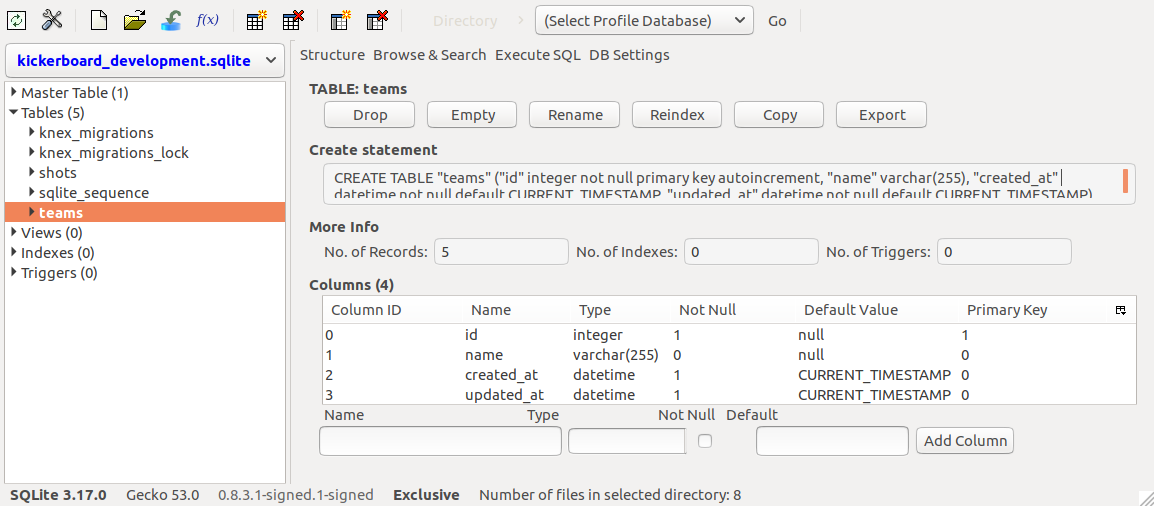 f(x) Directory (Select Profile Database) Go
kickerboard_development.sqlite
Master Table (1)
Tables (5)
knex_migrations
knex_migrations_lock
shots
sqlite_sequence
teams
Views (0)
Indexes (0)
Triggers (0)
Structure Browse & Search Execute SQL DB Settings
TABLE: teams
Drop Empty Rename Reindex Copy Export
Create statement
CREATE TABLE "teams" ("id" integer not null primary key autoincrement, "name" varchar(255), "created_at"
datetime not null default CURRENT_TIMESTAMP, "updated_at" datetime not null default CURRENT_TIMESTAMP)
More Info
No. of Records: 5 No. of Indexes: 0 No. of Triggers: 0
Columns (4)
Column ID Name Type Not Null Default Value Primary Key
0 id integer 1 null 1
1 name varchar(255) 0 null 0
2 created_at datetime 1 CURRENT_TIMESTAMP 0
3 updated_at datetime 1 CURRENT_TIMESTAMP 0
Name Type Not Null Default
Add Column
SQLite 3.17.0 Gecko 53.0 0.8.3.1-signed.1-signed Exclusive Number of files in selected directory: 8